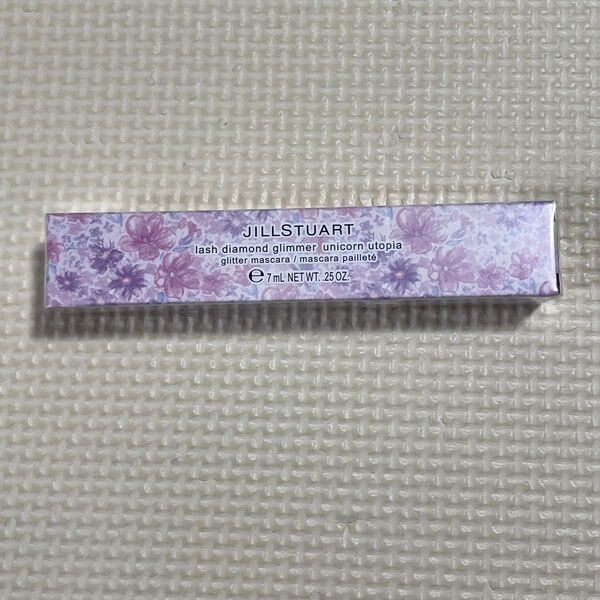 JILLSTUART
lash diamond glimmer unicorn utopia
glitter mascara / mascara pailleté
℮ 7 mL NET WT. .25 OZ.